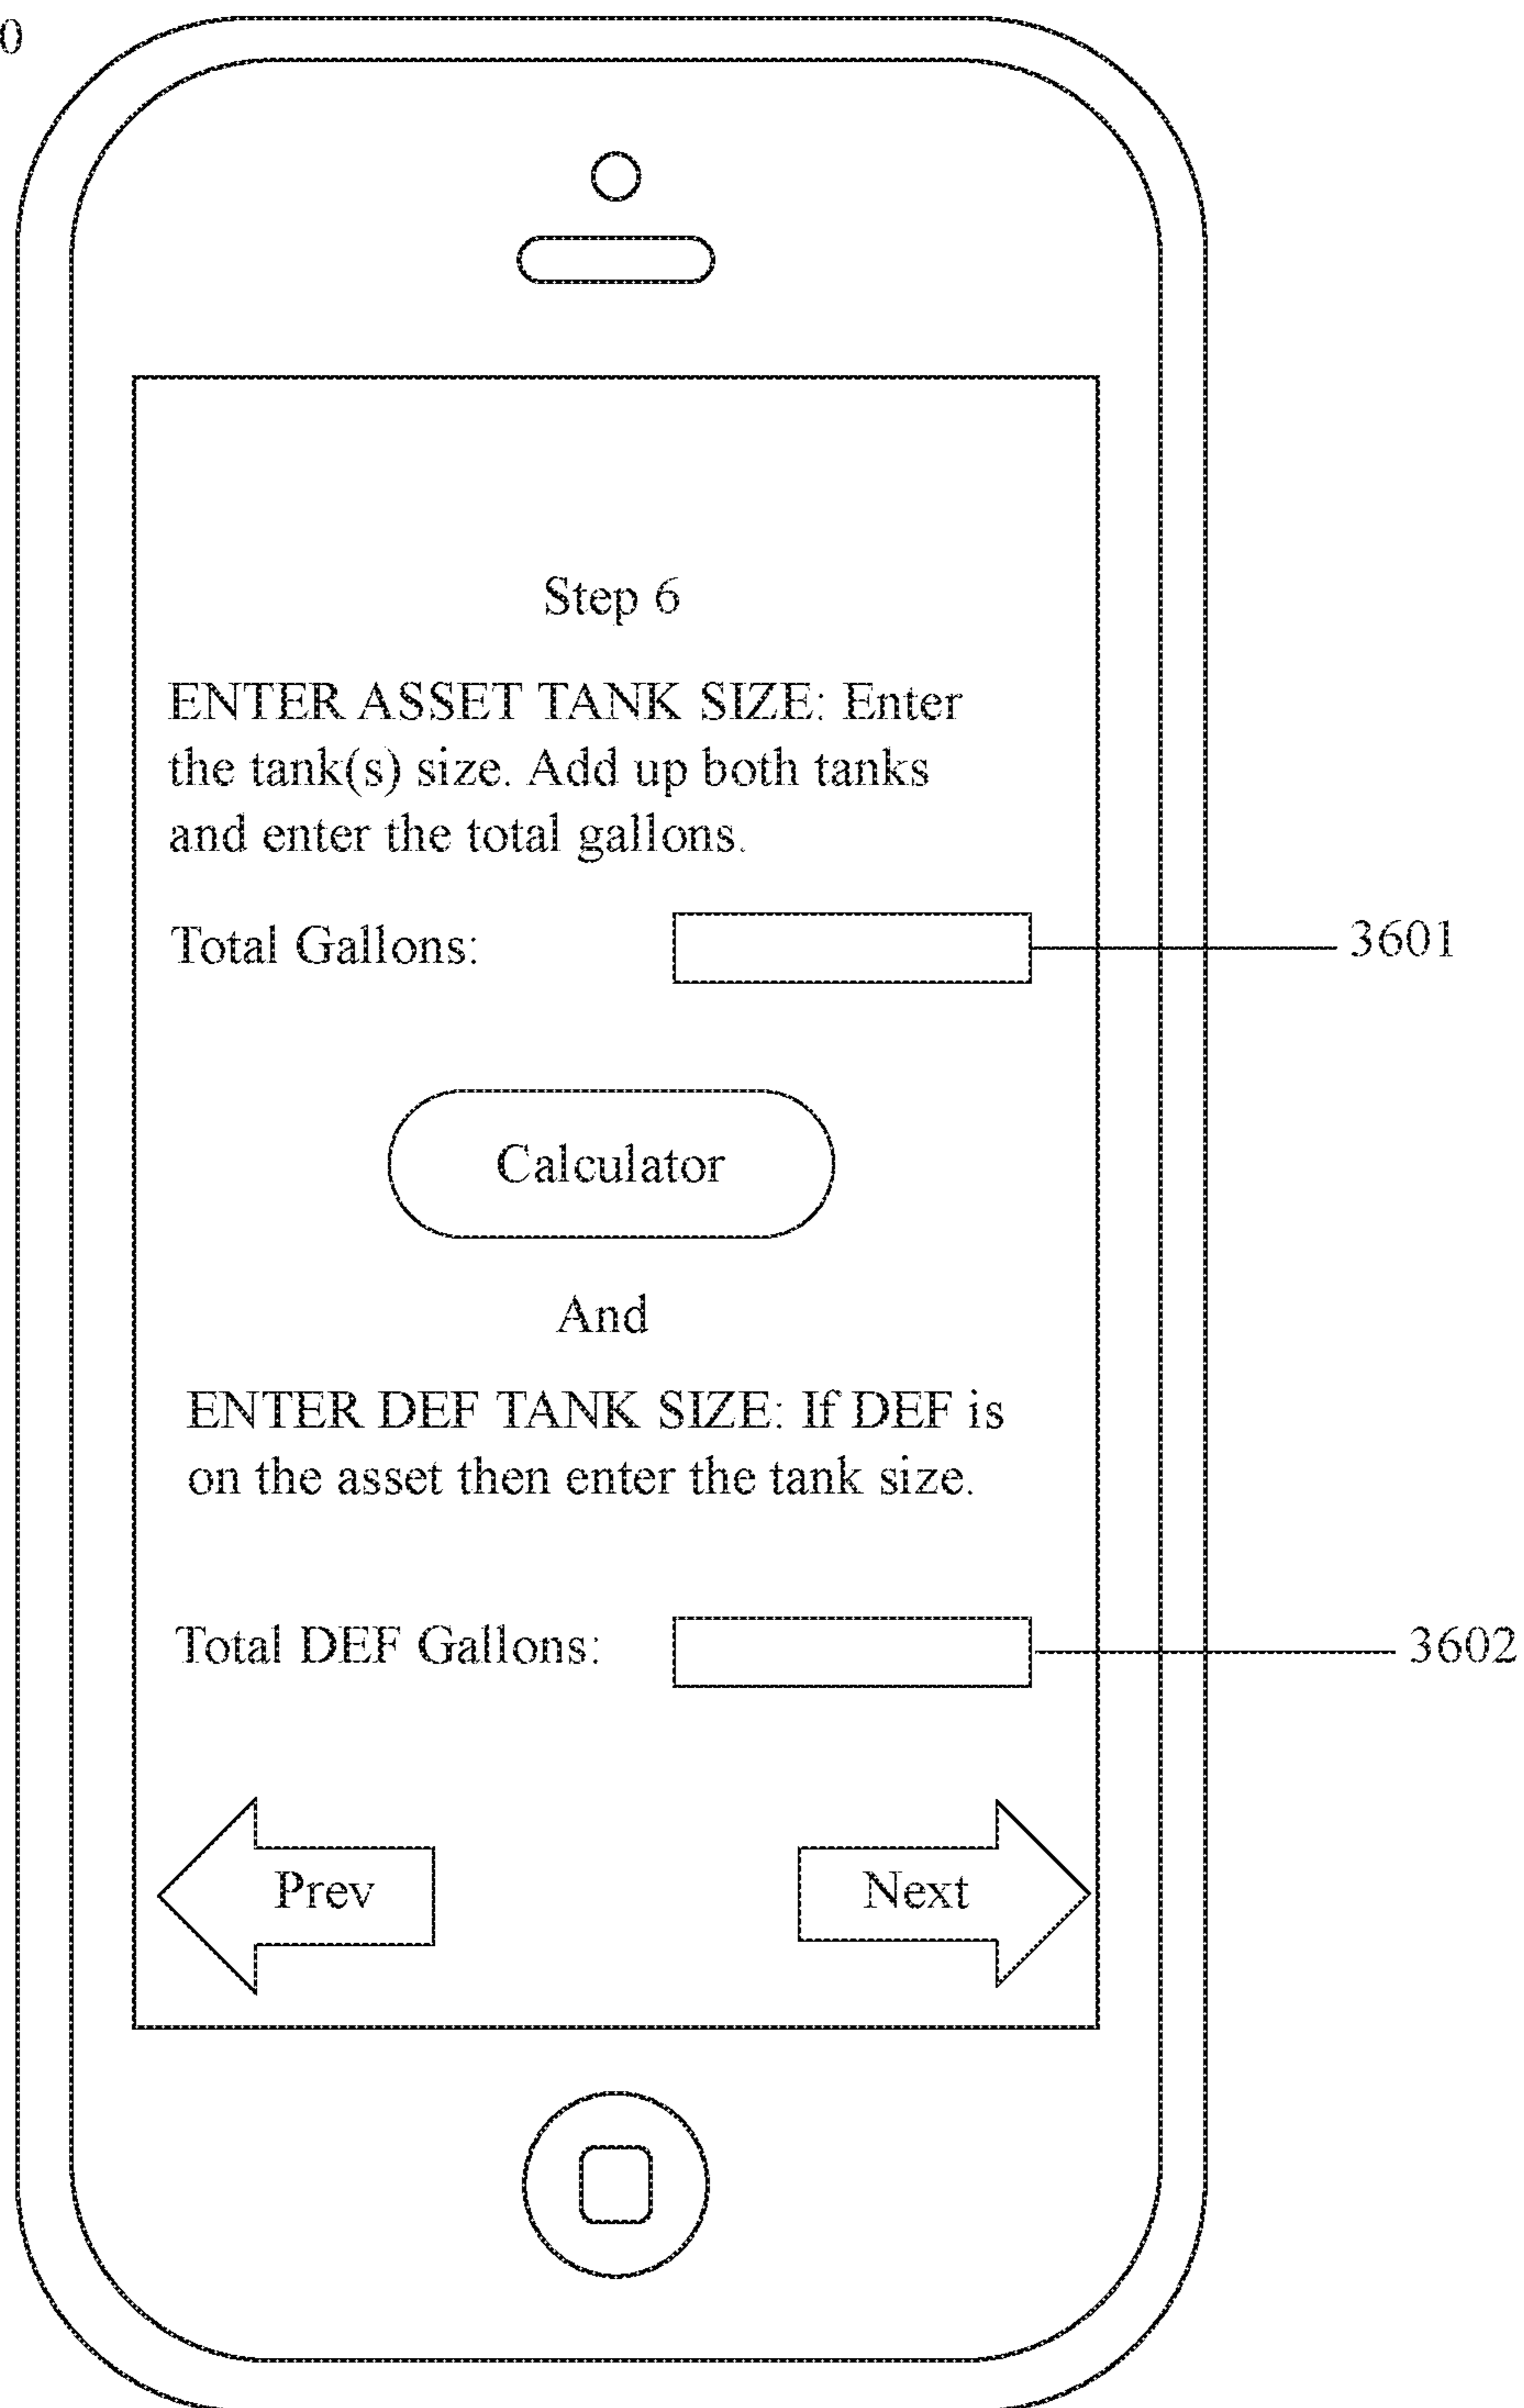 0
Step 6
ENTER ASSET TANK SIZE: Enter
the tank(s) size. Add up both tanks
and enter the total gallons.
Total Gallons:
3601
Calculator
And
ENTER DEF TANK SIZE: If DEF is
on the asset then enter the tank size.
Total DEF Gallons:
3602
Prev
Next